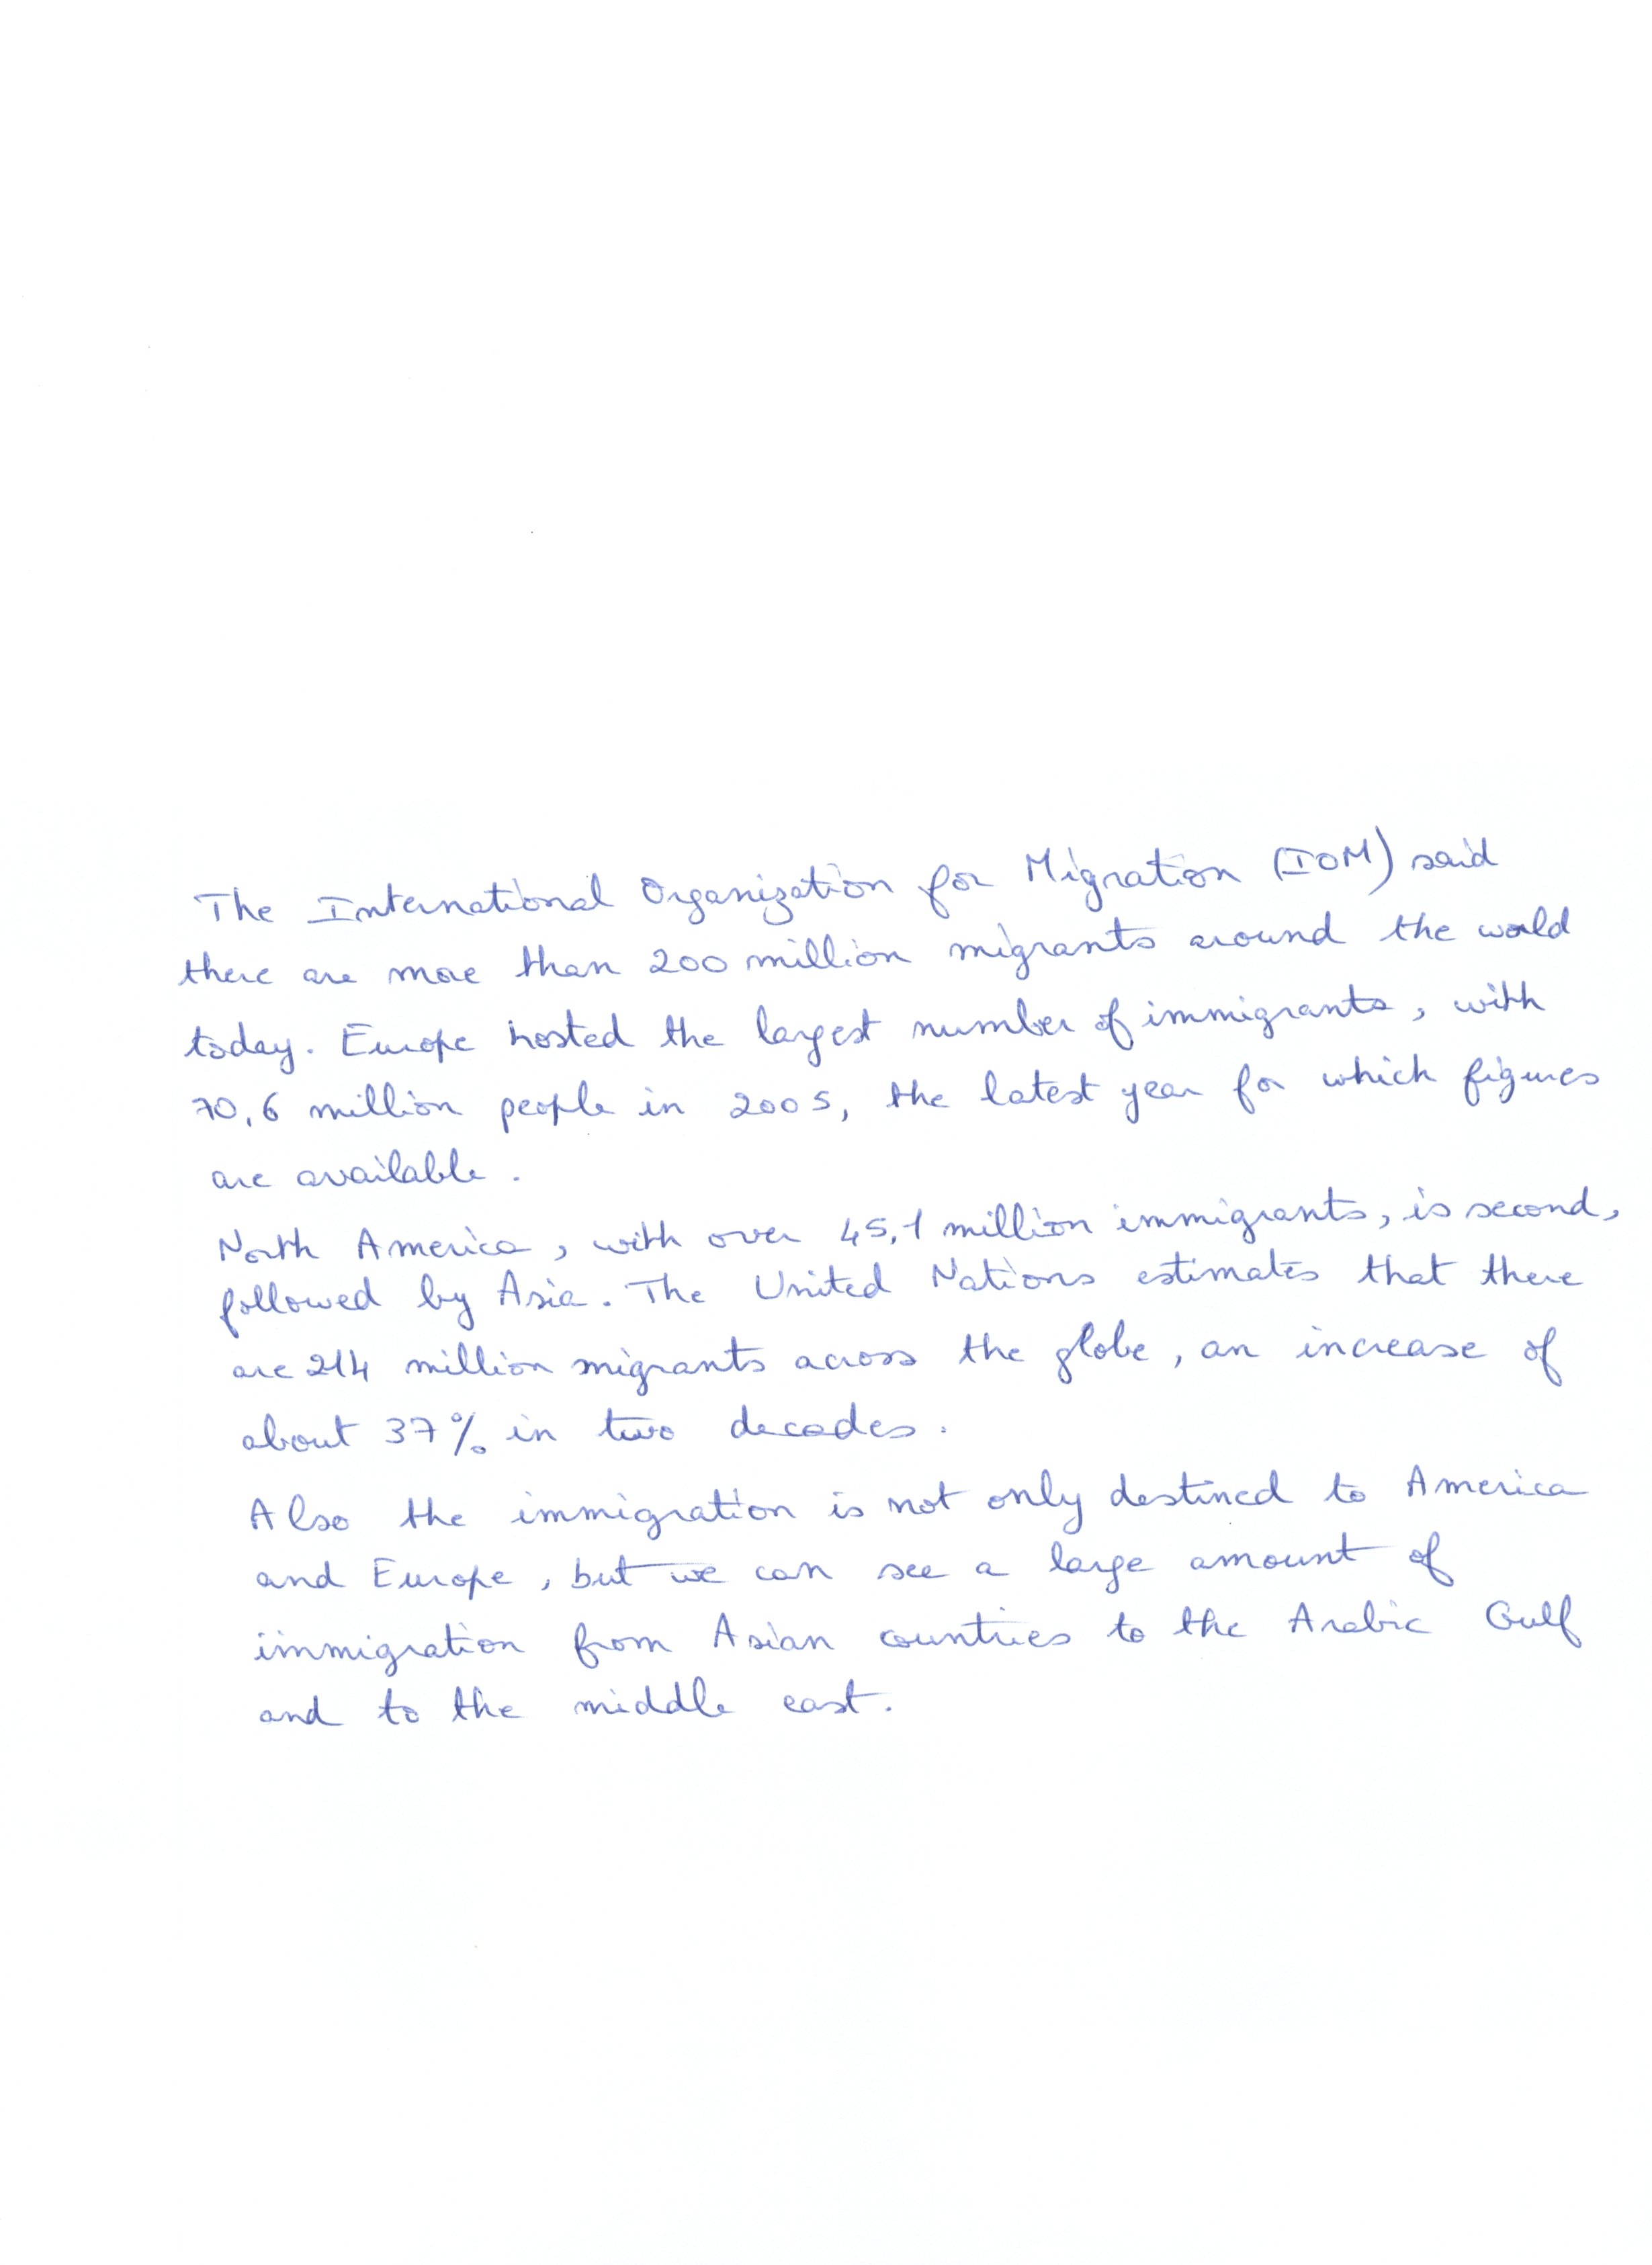 The International Organization for Migration (IOM) said
there are more than 200 million migrants around the world
today. Europe hosted the largest number of immigrants, with
70,6 million people in 2005, the latest year for which figures
are available.
North America, with over 45,1 million immigrants, is second,
followed by Asia. The United Nations estimates that there
are 214 million migrants across the globe, an increase of
about 37% in two decades.
Also the immigration is not only destined to America
and Europe, but we can see a large amount of
immigration from Asian countries to the Arabic Gulf
and to the middle east.